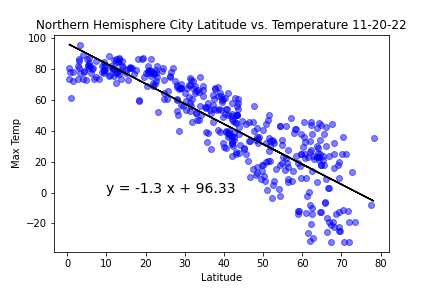 Northern Hemisphere City Latitude vs. Temperature 11-20-22
100
80
60
40
20
0
−20
Max Temp
y = -1.3 x + 96.33
0 10 20 30 40 50 60 70 80
Latitude